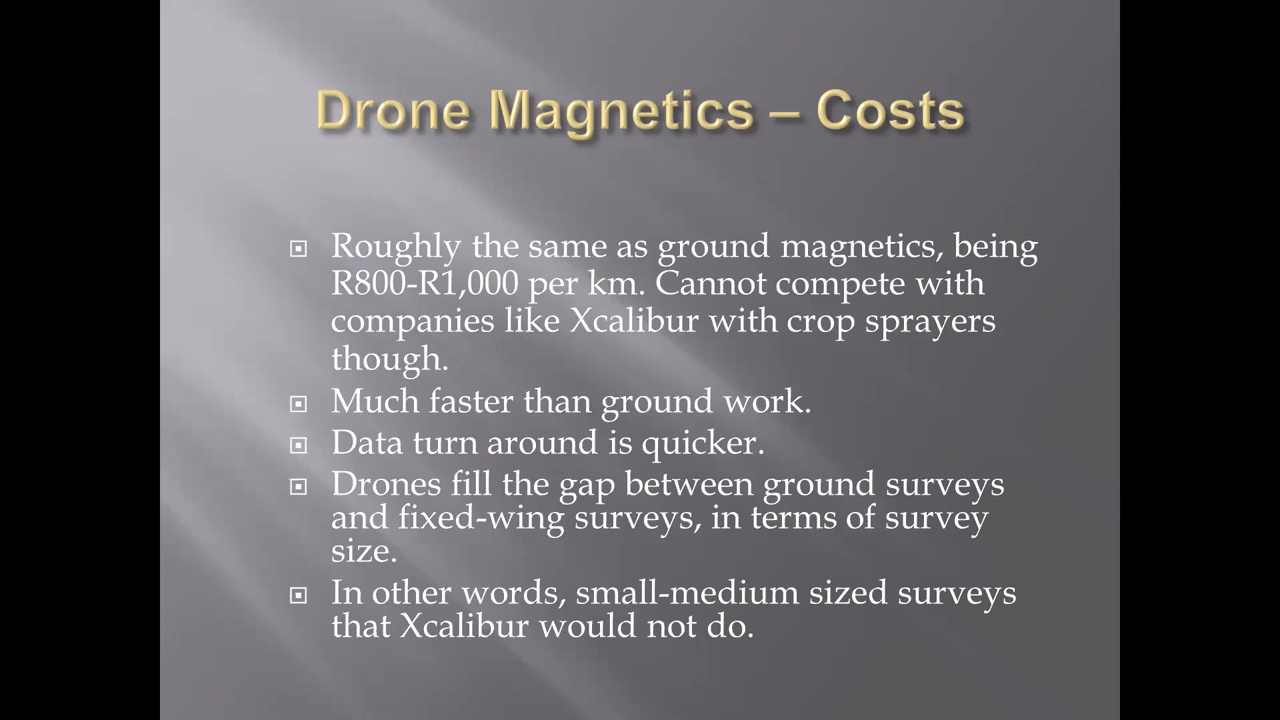 Drone Magnetics – Costs
Roughly the same as ground magnetics, being
R800-R1,000 per km. Cannot compete with
companies like Xcalibur with crop sprayers
though.
Much faster than ground work.
Data turn around is quicker.
Drones fill the gap between ground surveys
and fixed-wing surveys, in terms of survey
size.
In other words, small-medium sized surveys
that Xcalibur would not do.